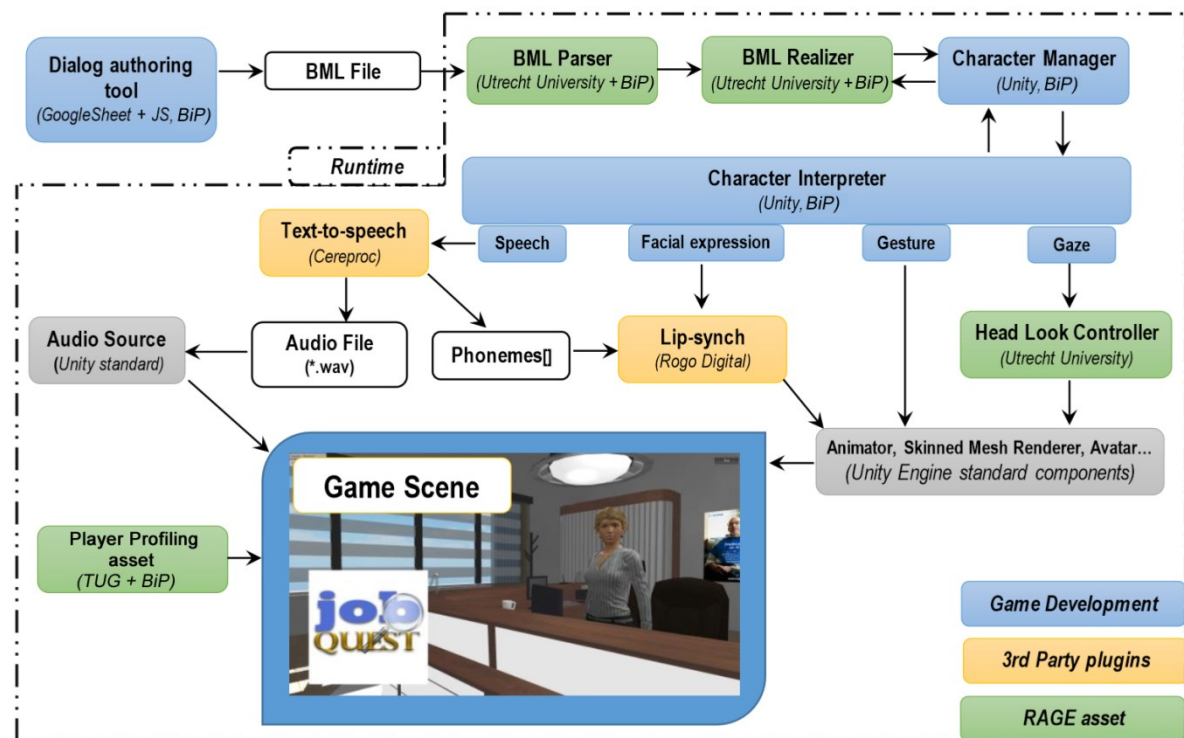 Dialog authoring
tool
(GoogleSheet + JS, BiP)
BML File
BML Parser
(Utrecht University + BiP)
BML Realizer
(Utrecht University + BiP)
Character Manager
(Unity, BiP)
Runtime
Character Interpreter
(Unity, BiP)
Speech
Facial expression
Gesture
Gaze
Text-to-speech
(Cereproc)
Audio Source
(Unity standard)
Audio File
(*.wav)
Phonemes[]
Lip-synch
(Rogo Digital)
Head Look Controller
(Utrecht University)
Animator, Skinned Mesh Renderer, Avatar…
(Unity Engine standard components)
Game Scene
Player Profiling
asset
(TUG + BiP)
job
QUEST
Game Development
3rd Party plugins
RAGE asset